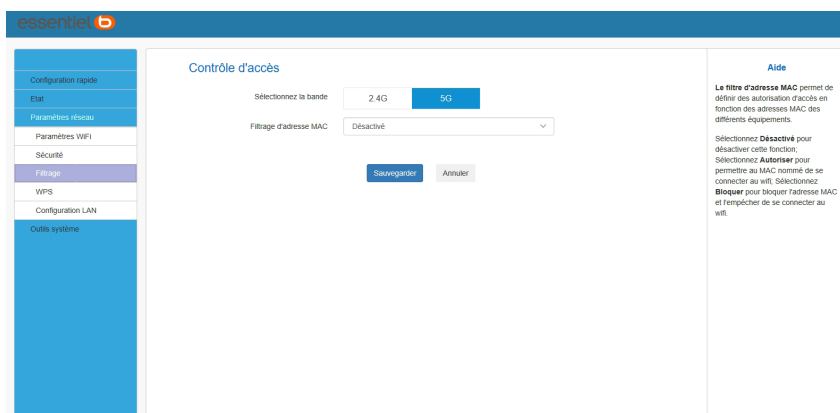 essentiel b
Configuration rapide
Etat
Paramètres réseau
Paramètres WiFi
Sécurité
Filtrage
WPS
Configuration LAN
Outils système
Contrôle d'accès
Sélectionnez la bande
2.4G
5G
Filtrage d'adresse MAC
Désactivé
Sauvegarder
Annuler
Aide
Le filtre d'adresse MAC permet de
définir des autorisation d'accès en
fonction des adresses MAC des
différents équipements.
Sélectionnez Désactivé pour
désactiver cette fonction;
Sélectionnez Autoriser pour
permettre au MAC nommé de se
connecter au wifi; Sélectionnez
Bloquer pour bloquer l'adresse MAC
et l'empêcher de se connecter au
wifi.